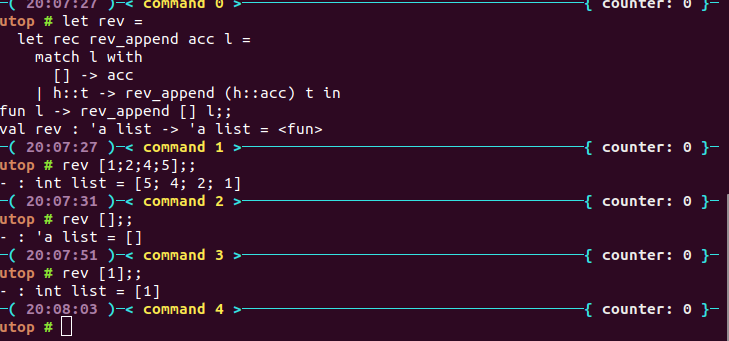 ( 20:07:27 )─< command 0 >──{ counter: 0 }─
utop # let rev =
  let rec rev_append acc l =
    match l with
      [] -> acc
    | h::t -> rev_append (h::acc) t in
fun l -> rev_append [] l;;
val rev : 'a list -> 'a list = <fun>
─( 20:07:27 )─< command 1 >──{ counter: 0 }─
utop # rev [1;2;4;5];;
- : int list = [5; 4; 2; 1]
─( 20:07:31 )─< command 2 >──{ counter: 0 }─
utop # rev [];;
- : 'a list = []
─( 20:07:51 )─< command 3 >──{ counter: 0 }─
utop # rev [1];;
- : int list = [1]
─( 20:08:03 )─< command 4 >──{ counter: 0 }─
utop #